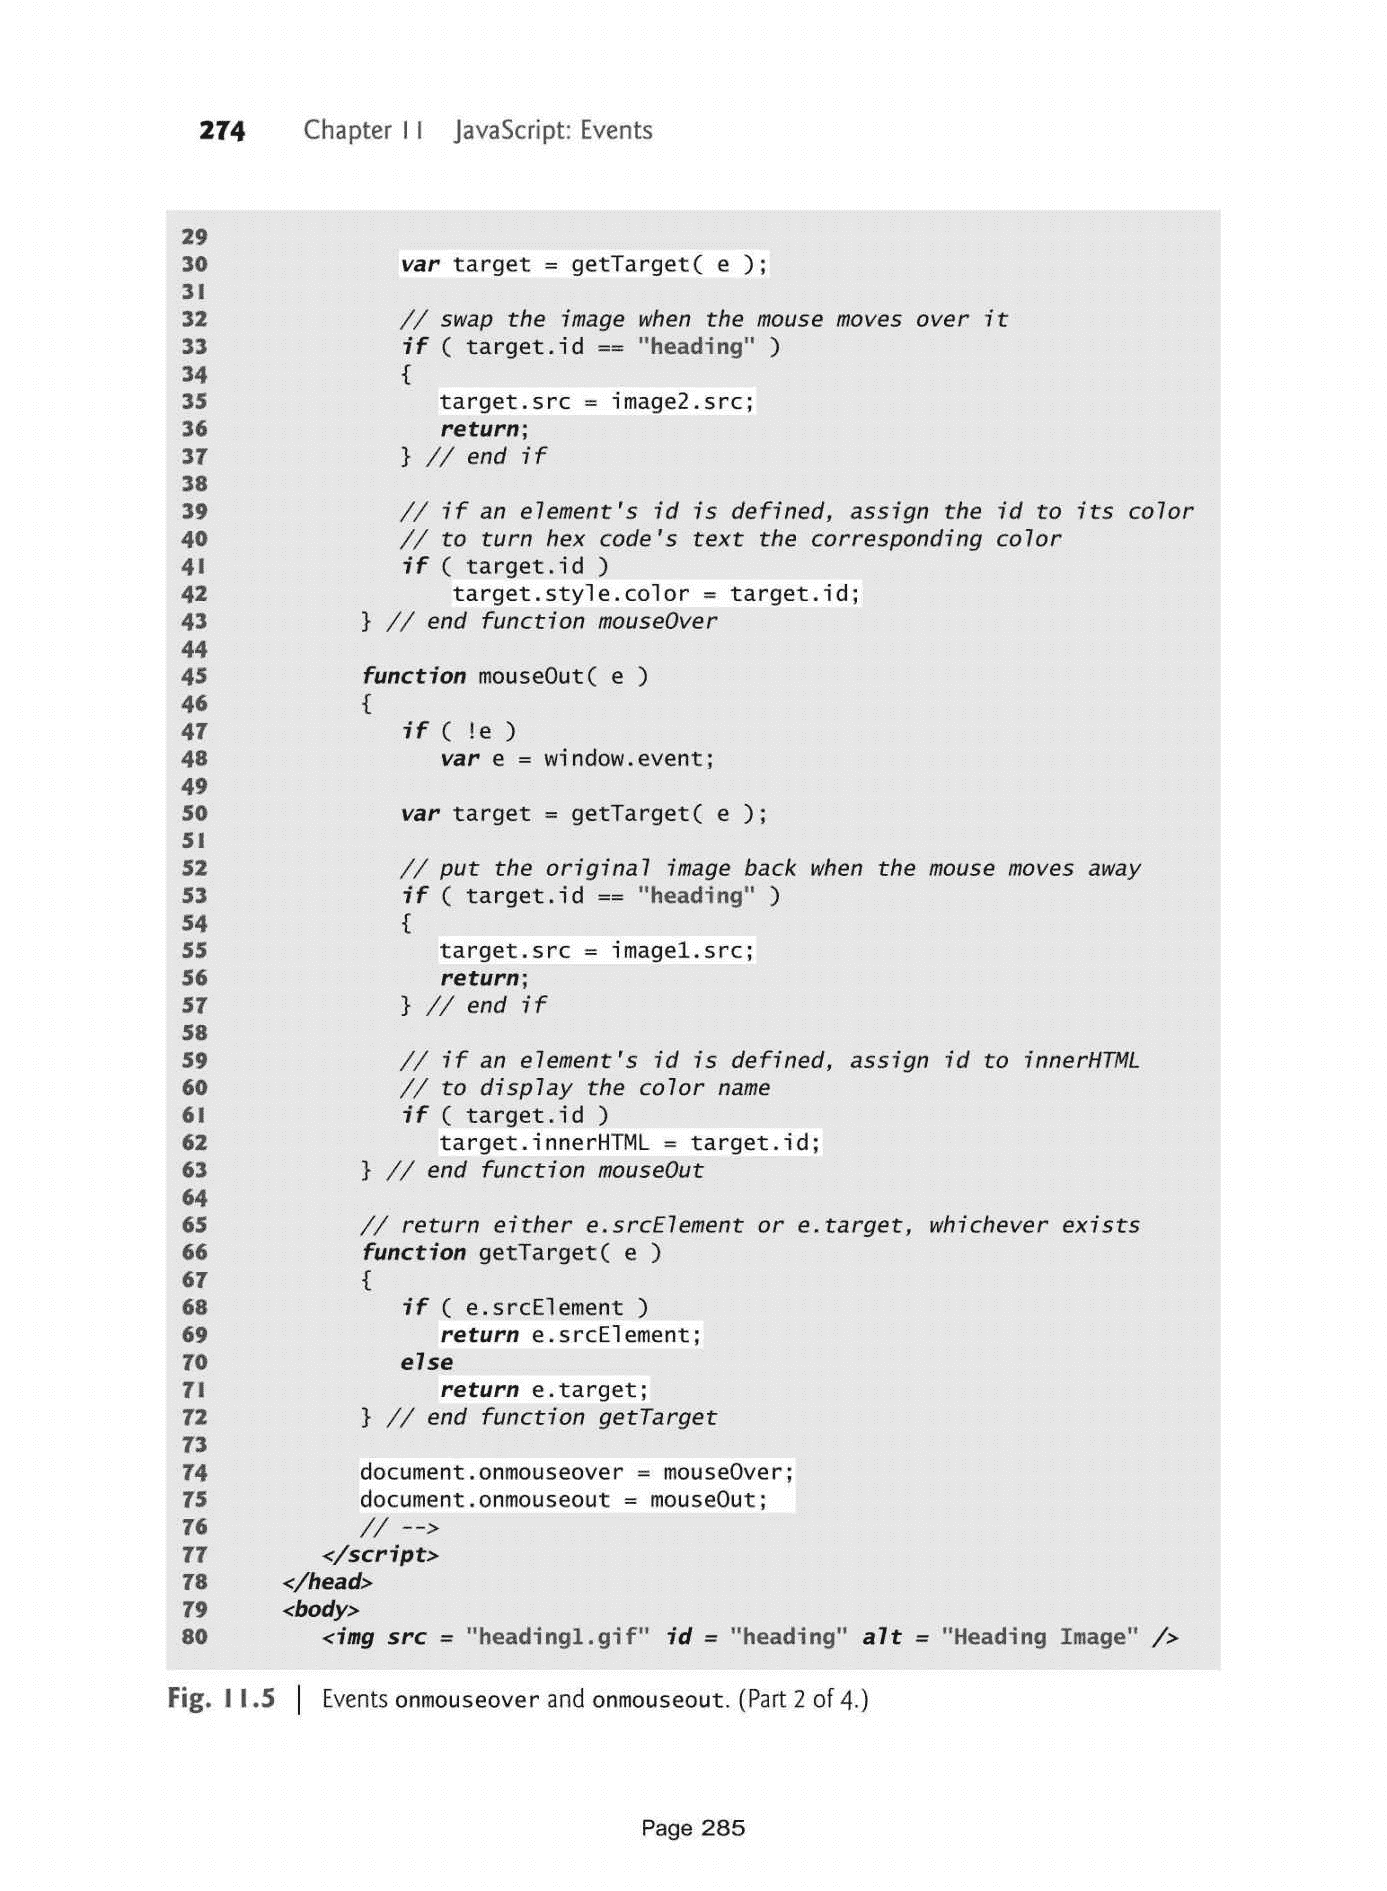 274 Chapter 11 JavaScript: Events
29
30 var target = getTarget( e );
31
32 // swap the image when the mouse moves over it
33 if ( target.id == "heading" )
34 {
35 target.src = image2.src;
36 return;
37 } // end if
38
39 // if an element's id is defined, assign the id to its color
40 // to turn hex code's text the corresponding color
41 if ( target.id )
42 target.style.color = target.id;
43 } // end function mouseOver
44
45 function mouseOut( e )
46 {
47 if ( !e )
48 var e = window.event;
49
50 var target = getTarget( e );
51
52 // put the original image back when the mouse moves away
53 if ( target.id == "heading" )
54 {
55 target.src = image1.src;
56 return;
57 } // end if
58
59 // if an element's id is defined, assign id to innerHTML
60 // to display the color name
61 if ( target.id )
62 target.innerHTML = target.id;
63 } // end function mouseOut
64
65 // return either e.srcElement or e.target, whichever exists
66 function getTarget( e )
67 {
68 if ( e.srcElement )
69 return e.srcElement;
70 else
71 return e.target;
72 } // end function getTarget
73
74 document.onmouseover = mouseOver;
75 document.onmouseout = mouseOut;
76 // -->
77 </script>
78 </head>
79 <body>
80 <img src = "heading1.gif" id = "heading" alt = "Heading Image" />
Fig. 11.5 | Events onmouseover and onmouseout. (Part 2 of 4.)
Page 285